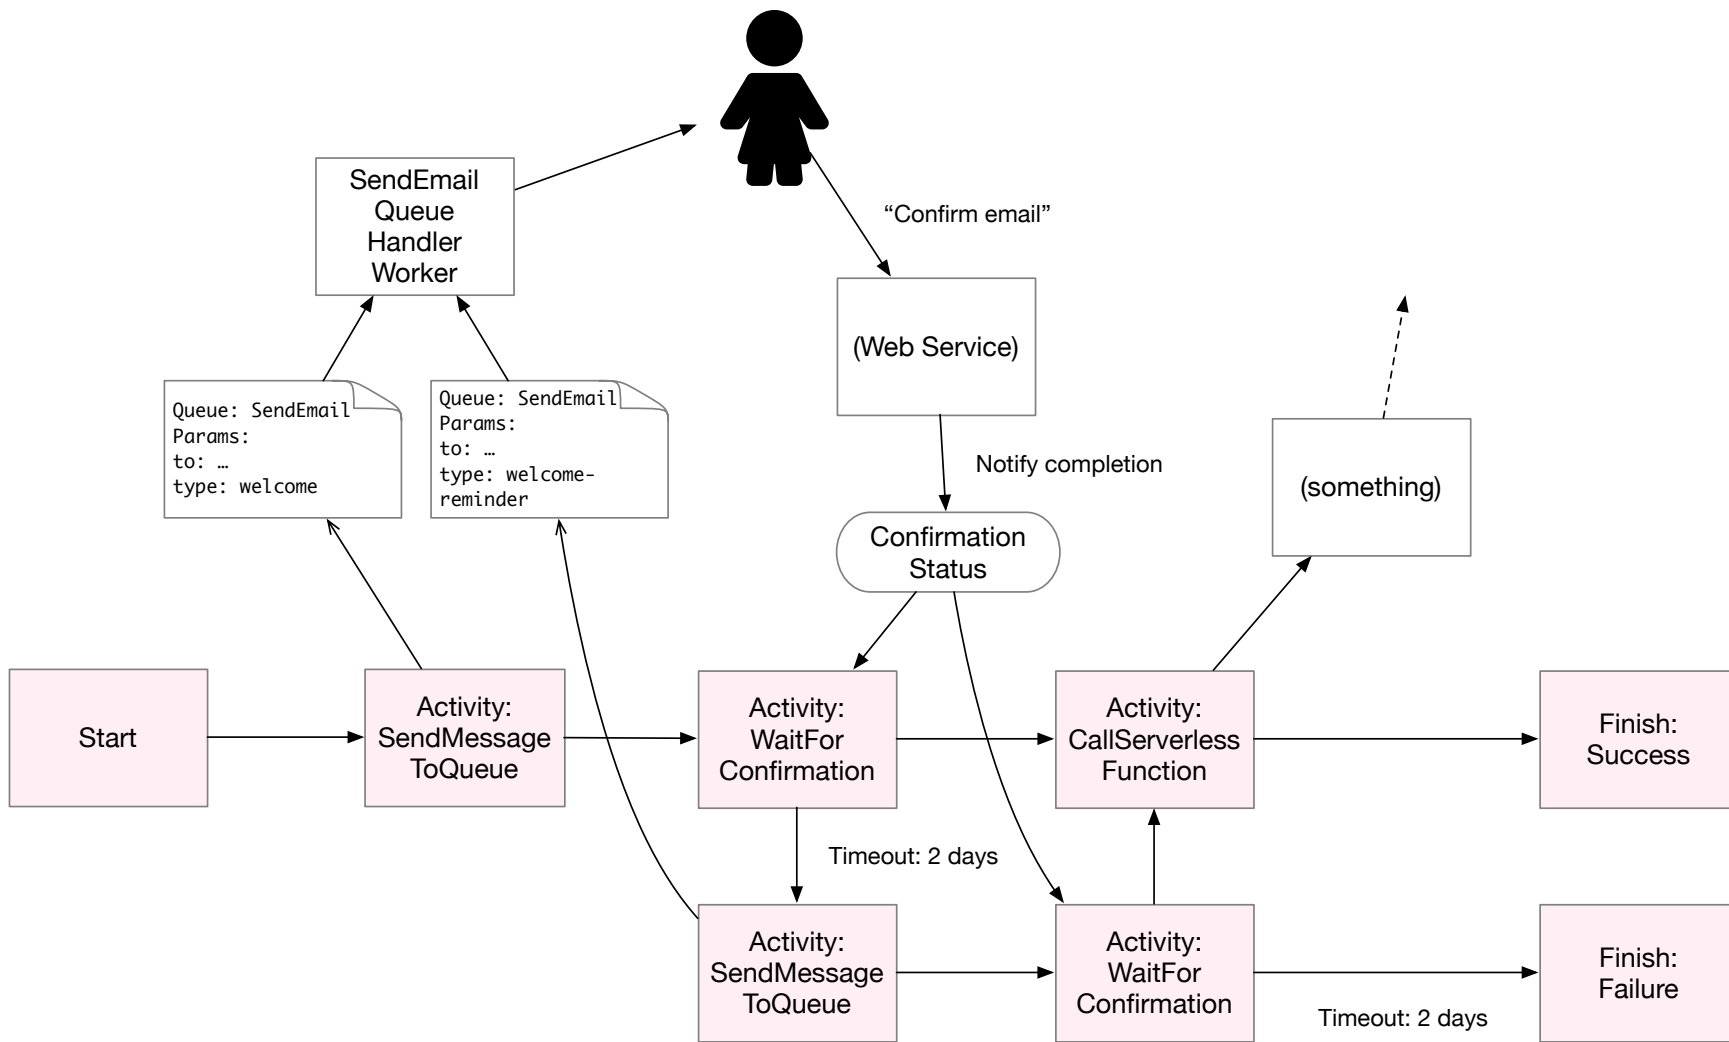 SendEmail
Queue
Handler
Worker
“Confirm email”
(Web Service)
Queue: SendEmail
Params:
to: …
type: welcome
Queue: SendEmail
Params:
to: …
type: welcome-
reminder
Notify completion
(something)
Confirmation
Status
Start
Activity:
SendMessage
ToQueue
Activity:
WaitFor
Confirmation
Activity:
CallServerless
Function
Finish:
Success
Timeout: 2 days
Activity:
SendMessage
ToQueue
Activity:
WaitFor
Confirmation
Finish:
Failure
Timeout: 2 days